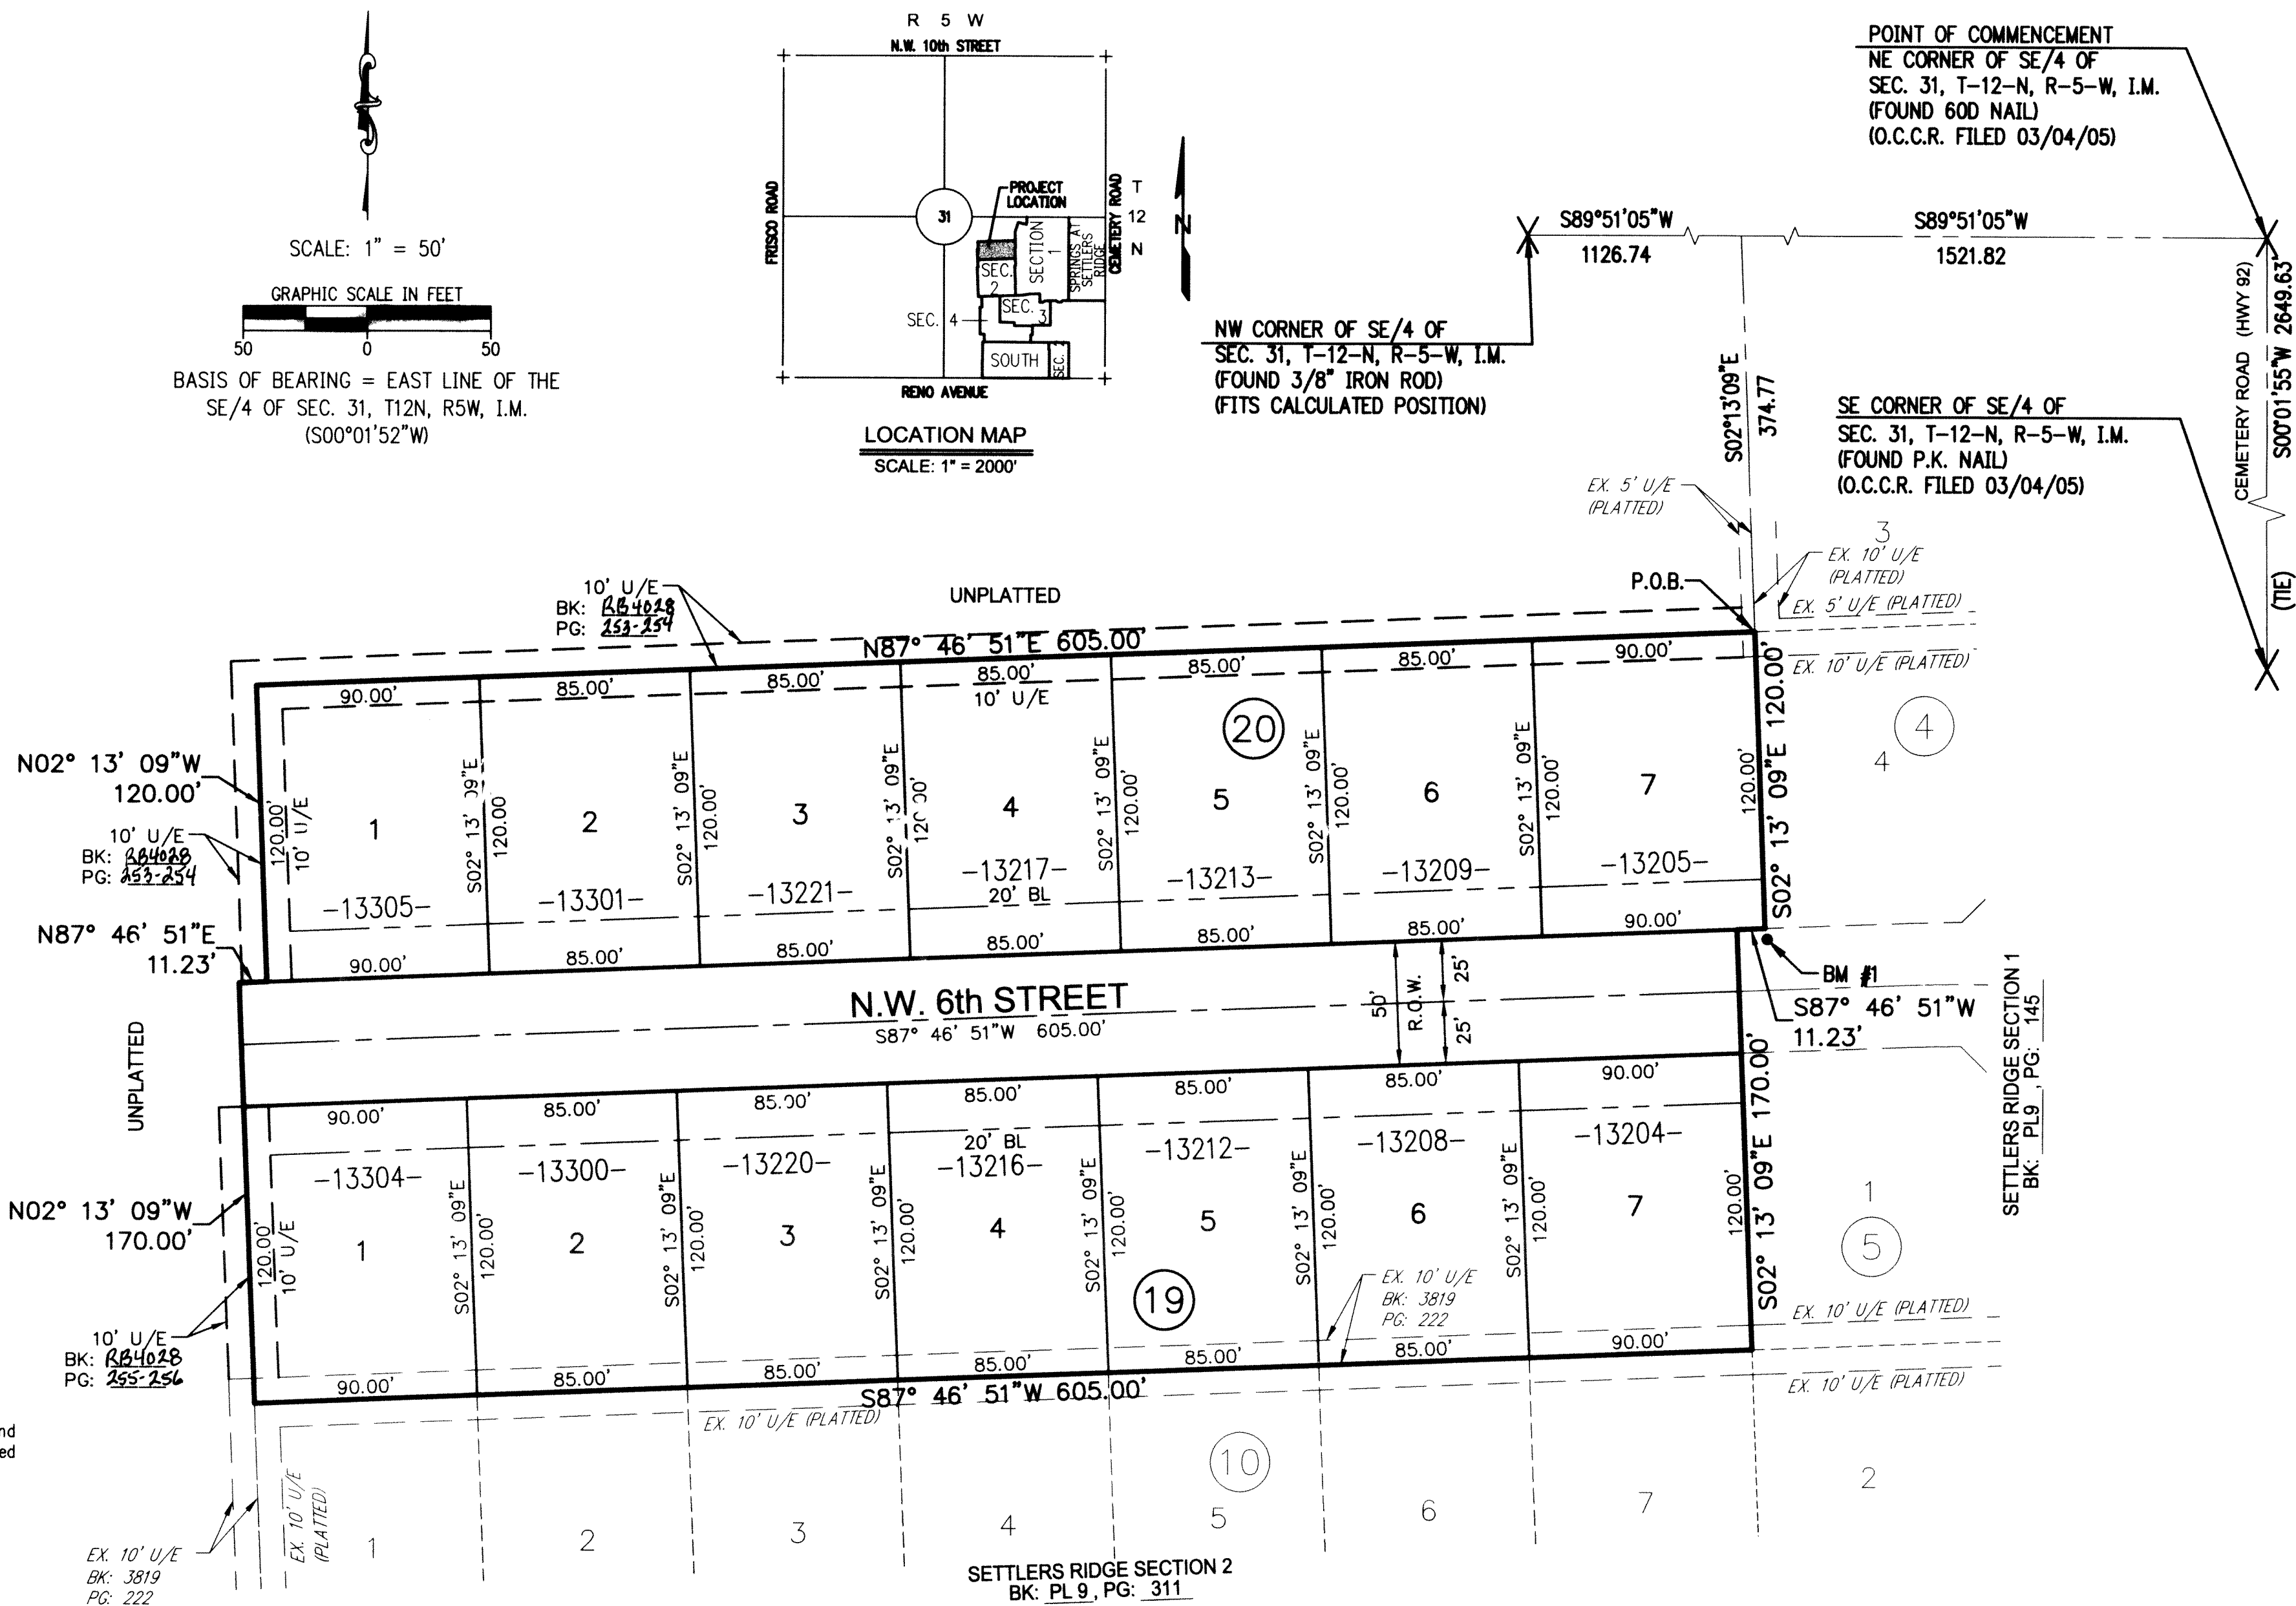 R 5 W
N.W. 10th STREET
FRISCO ROAD
31
PROJECT
LOCATION
SECTION 1
SPRINGS AT
SETTLERS
RIDGE
CEMETERY ROAD
T
12
N
SEC.
2
SEC.
3
SEC. 4
SOUTH
SEC. 2
RENO AVENUE
N
LOCATION MAP
SCALE: 1" = 2000'
SCALE: 1" = 50'
GRAPHIC SCALE IN FEET
50 0 50
BASIS OF BEARING = EAST LINE OF THE
SE/4 OF SEC. 31, T12N, R5W, I.M.
(S00°01'52"W)
POINT OF COMMENCEMENT
NE CORNER OF SE/4 OF
SEC. 31, T-12-N, R-5-W, I.M.
(FOUND 60D NAIL)
(O.C.C.R. FILED 03/04/05)
S89°51'05"W
1126.74
S89°51'05"W
1521.82
NW CORNER OF SE/4 OF
SEC. 31, T-12-N, R-5-W, I.M.
(FOUND 3/8" IRON ROD)
(FITS CALCULATED POSITION)
S02°13'09"E
374.77
SE CORNER OF SE/4 OF
SEC. 31, T-12-N, R-5-W, I.M.
(FOUND P.K. NAIL)
(O.C.C.R. FILED 03/04/05)
CEMETERY ROAD (HWY 92)
S00°01'55"W 2649.63'
(TIE)
EX. 5' U/E
(PLATTED)
3
EX. 10' U/E
(PLATTED)
EX. 5' U/E (PLATTED)
EX. 10' U/E (PLATTED)
P.O.B.
UNPLATTED
10' U/E
BK: RB4028
PG: 253-254
N87° 46' 51"E 605.00'
90.00' 85.00' 85.00' 85.00' 85.00' 85.00' 90.00'
10' U/E
20
4
4
N02° 13' 09"W
120.00'
10' U/E
BK: RB4028
PG: 253-254
N87° 46' 51"E
11.23'
120.00'
10' U/E
1 2 3 4 5 6 7
S02° 13' 09"E
120.00
S02° 13' 09"E
120.00'
S02° 13' 09"E
120.00'
S02° 13' 09"E
120.00'
S02° 13' 09"E
120.00'
S02° 13' 09"E
120.00'
120.00'
S02° 13' 09"E 120.00'
-13305- -13301- -13221- -13217- -13213- -13209- -13205-
20' BL
90.00' 85.00' 85.00' 85.00' 85.00' 85.00' 90.00'
BM #1
S87° 46' 51"W
11.23'
N.W. 6th STREET
S87° 46' 51"W 605.00'
50'
R.O.W.
25'
25'
UNPLATTED
SETTLERS RIDGE SECTION 1
BK: PL9, PG: 145
90.00' 85.00' 85.00' 85.00' 85.00' 85.00' 90.00'
20' BL
-13304- -13300- -13220- -13216- -13212- -13208- -13204-
1 2 3 4 5 6 7
N02° 13' 09"W
170.00'
120.00'
10' U/E
S02° 13' 09"E
120.00'
S02° 13' 09"E
120.00'
S02° 13' 09"E
120.00'
S02° 13' 09"E
120.00'
S02° 13' 09"E
120.00'
S02° 13' 09"E
120.00'
120.00'
S02° 13' 09"E 170.00'
1
5
19
EX. 10' U/E
BK: 3819
PG: 222
10' U/E
BK: RB4028
PG: 255-256
EX. 10' U/E (PLATTED)
EX. 10' U/E (PLATTED)
90.00' 85.00' 85.00' 85.00' 85.00' 85.00' 90.00'
S87° 46' 51"W 605.00'
EX. 10' U/E (PLATTED)
nd
ed
10
EX. 10' U/E
(PLATTED)
1 2 3 4 5 6 7 2
EX. 10' U/E
BK: 3819
PG: 222
SETTLERS RIDGE SECTION 2
BK: PL 9, PG: 311